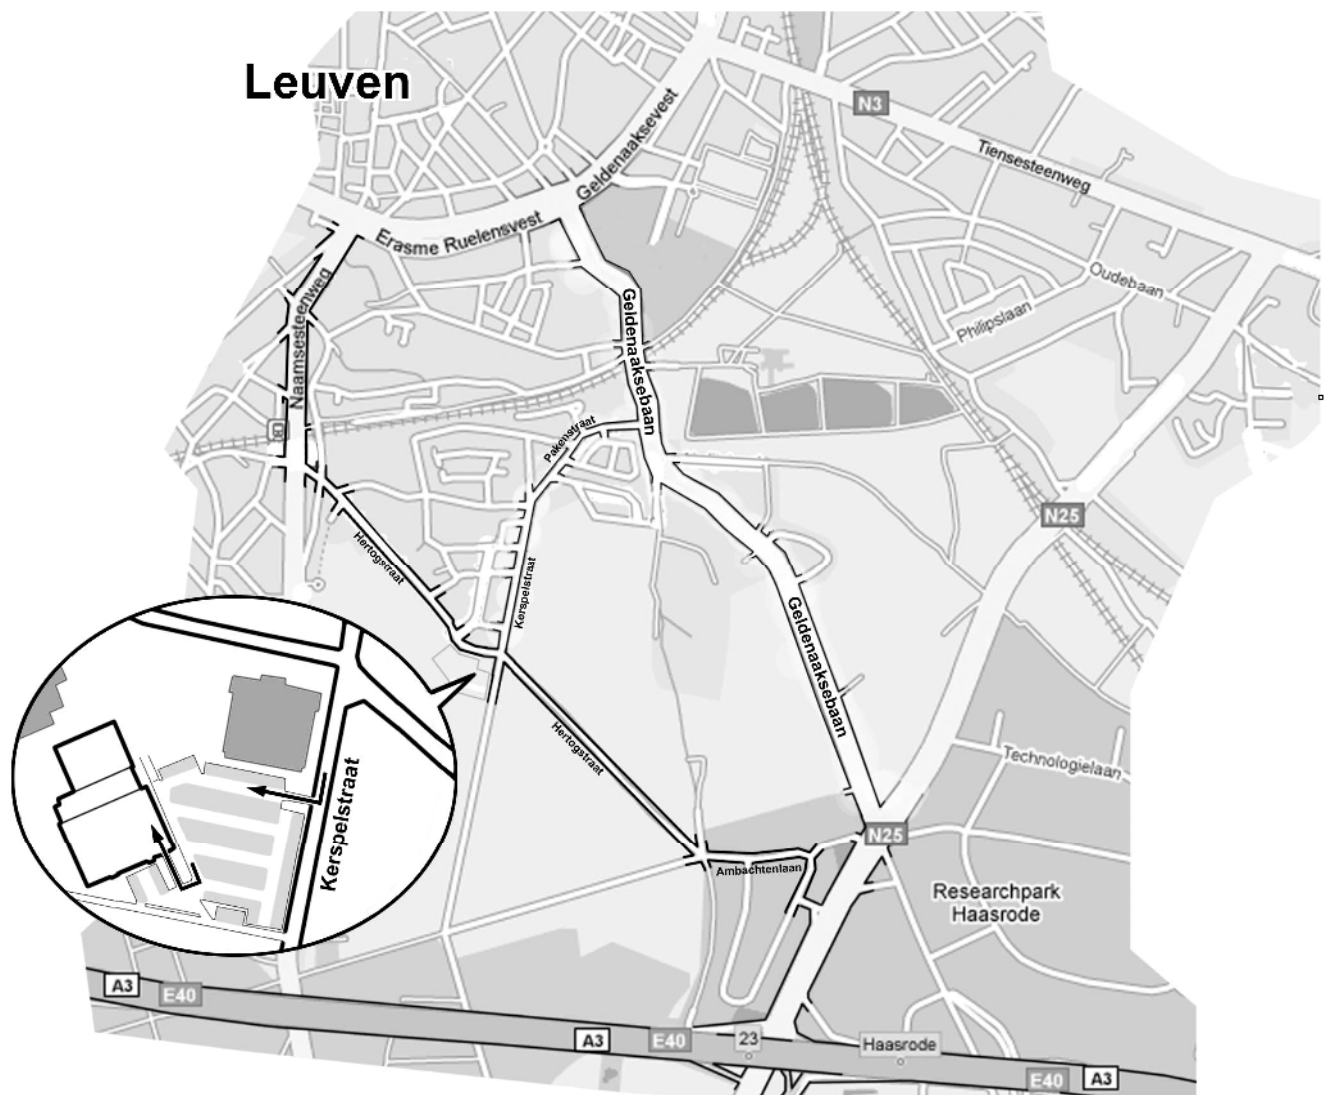 Leuven
N3
Tiensesteenweg
Geldenaaksevest
Erasme Ruelensvest
Oudebaan
Philipslaan
Naamsesteenweg
Geldenaaksebaan
Pakenstraat
N25
Hertogstraat
Kerspelstraat
Geldenaaksebaan
Hertogstraat
Technologielaan
Kerspelstraat
N25
Ambachtenlaan
Researchpark
Haasrode
A3
E40
A3
E40
23
Haasrode
E40
A3